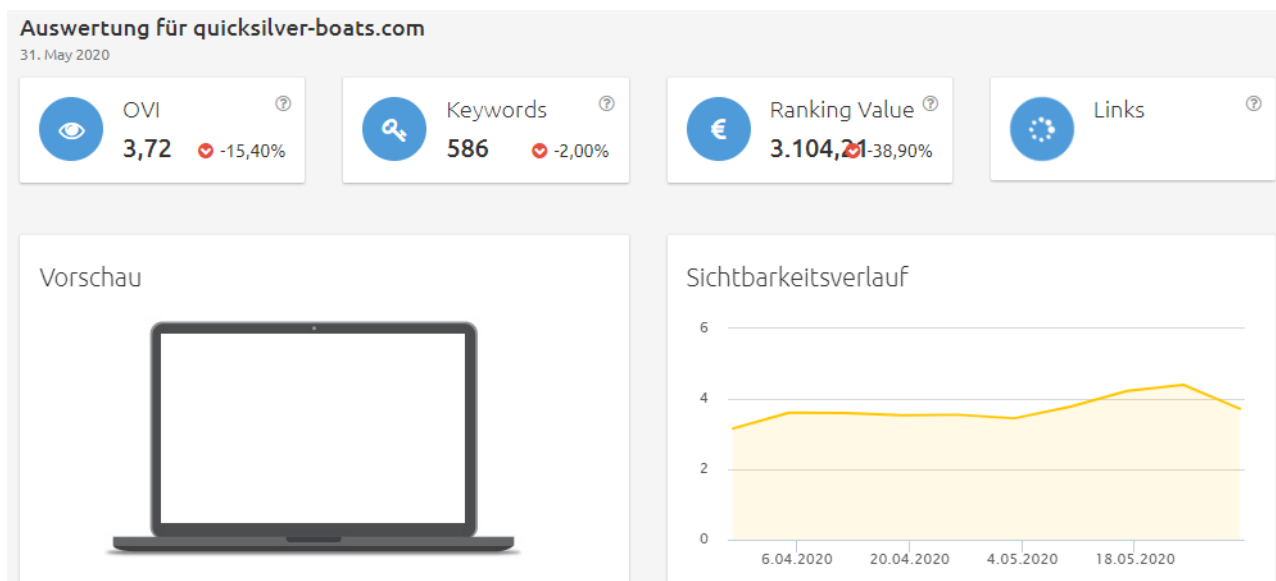 Auswertung für quicksilver-boats.com
31. May 2020
OVI
3,72 -15,40%
Keywords
586 -2,00%
Ranking Value
3.104,21 -38,90%
Links
Vorschau
Sichtbarkeitsverlauf
6
4
2
0
6.04.2020 20.04.2020 4.05.2020 18.05.2020